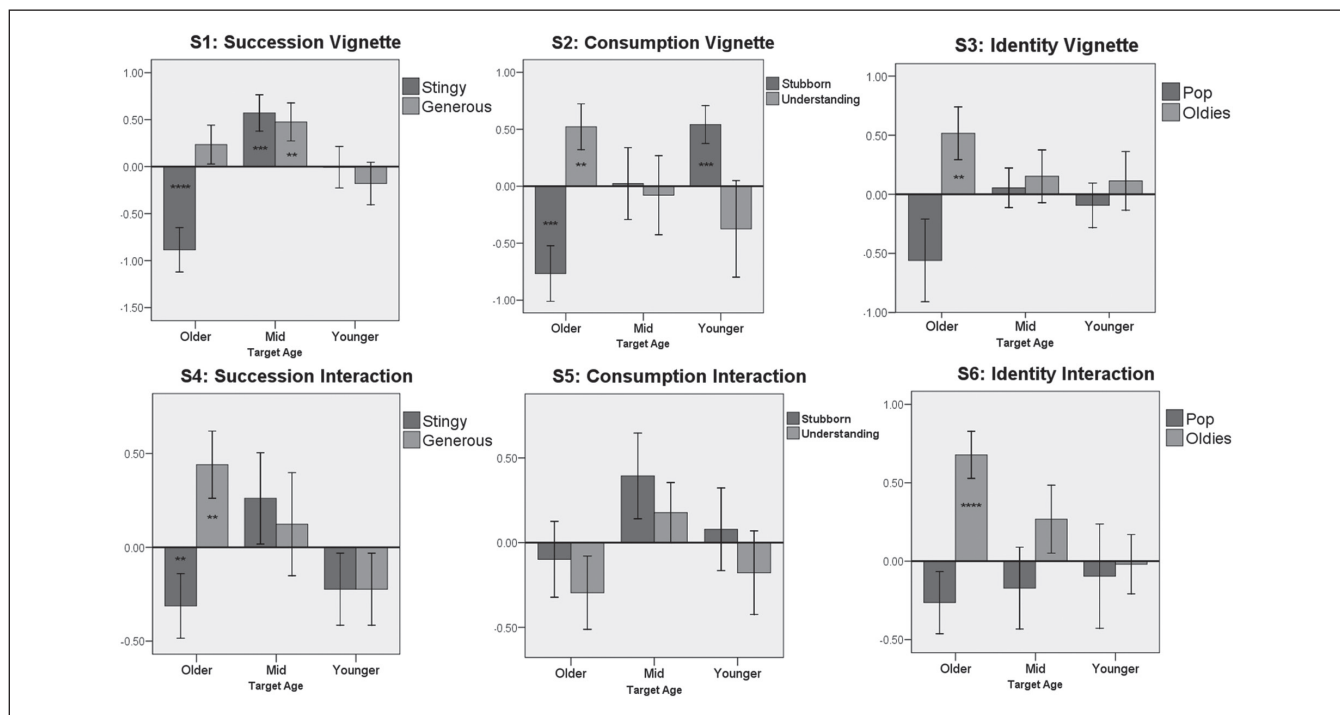 S1: Succession Vignette
Stingy
Generous
1.00
0.50
0.00
-0.50
-1.00
-1.50
****
***
**
Older
Mid
Younger
Target Age
S2: Consumption Vignette
Stubborn
Understanding
1.00
0.50
0.00
-0.50
-1.00
***
**
***
Older
Mid
Younger
Target Age
S3: Identity Vignette
Pop
Oldies
1.00
0.50
0.00
-0.50
-1.00
**
Older
Mid
Younger
Target Age
S4: Succession Interaction
Stingy
Generous
0.50
0.00
-0.50
**
**
Older
Mid
Younger
Target Age
S5: Consumption Interaction
Stubborn
Understanding
0.50
0.00
-0.50
Older
Mid
Younger
Target Age
S6: Identity Interaction
Pop
Oldies
1.00
0.50
0.00
-0.50
****
Older
Mid
Younger
Target Age